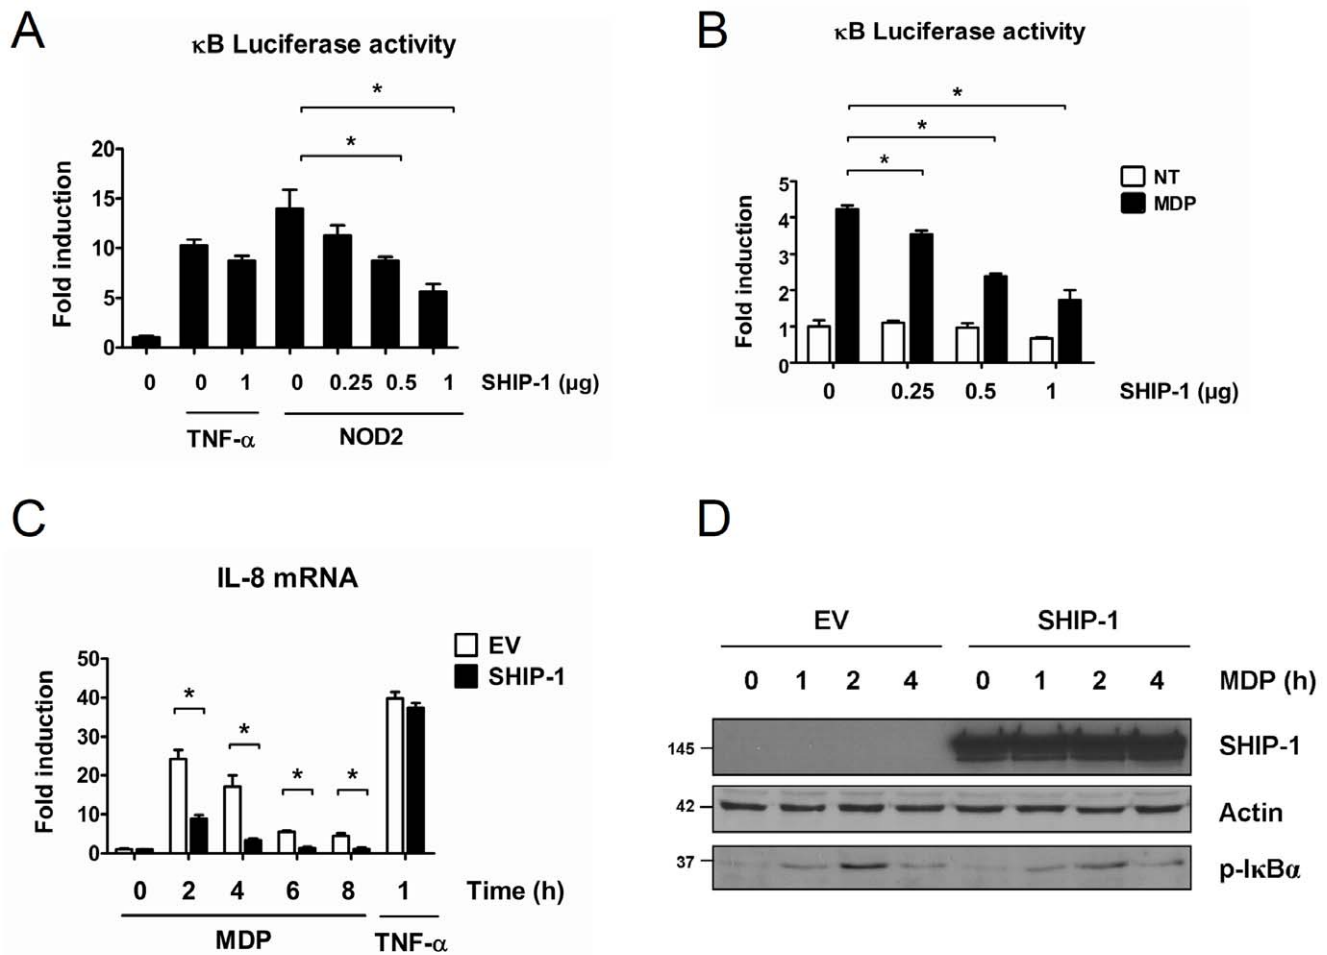 A
κB Luciferase activity
*
*
20
15
10
5
0
Fold induction
0 0 1 0 0.25 0.5 1 SHIP-1 (μg)
TNF-α NOD2
B
κB Luciferase activity
*
*
*
NT
MDP
5
4
3
2
1
0
Fold induction
0 0.25 0.5 1 SHIP-1 (μg)
C
IL-8 mRNA
EV
SHIP-1
50
40
30
20
10
0
Fold induction
* * * *
0 2 4 6 8 1 Time (h)
MDP TNF-α
D
EV SHIP-1
0 1 2 4 0 1 2 4 MDP (h)
145 SHIP-1
42 Actin
37 p-IκBα